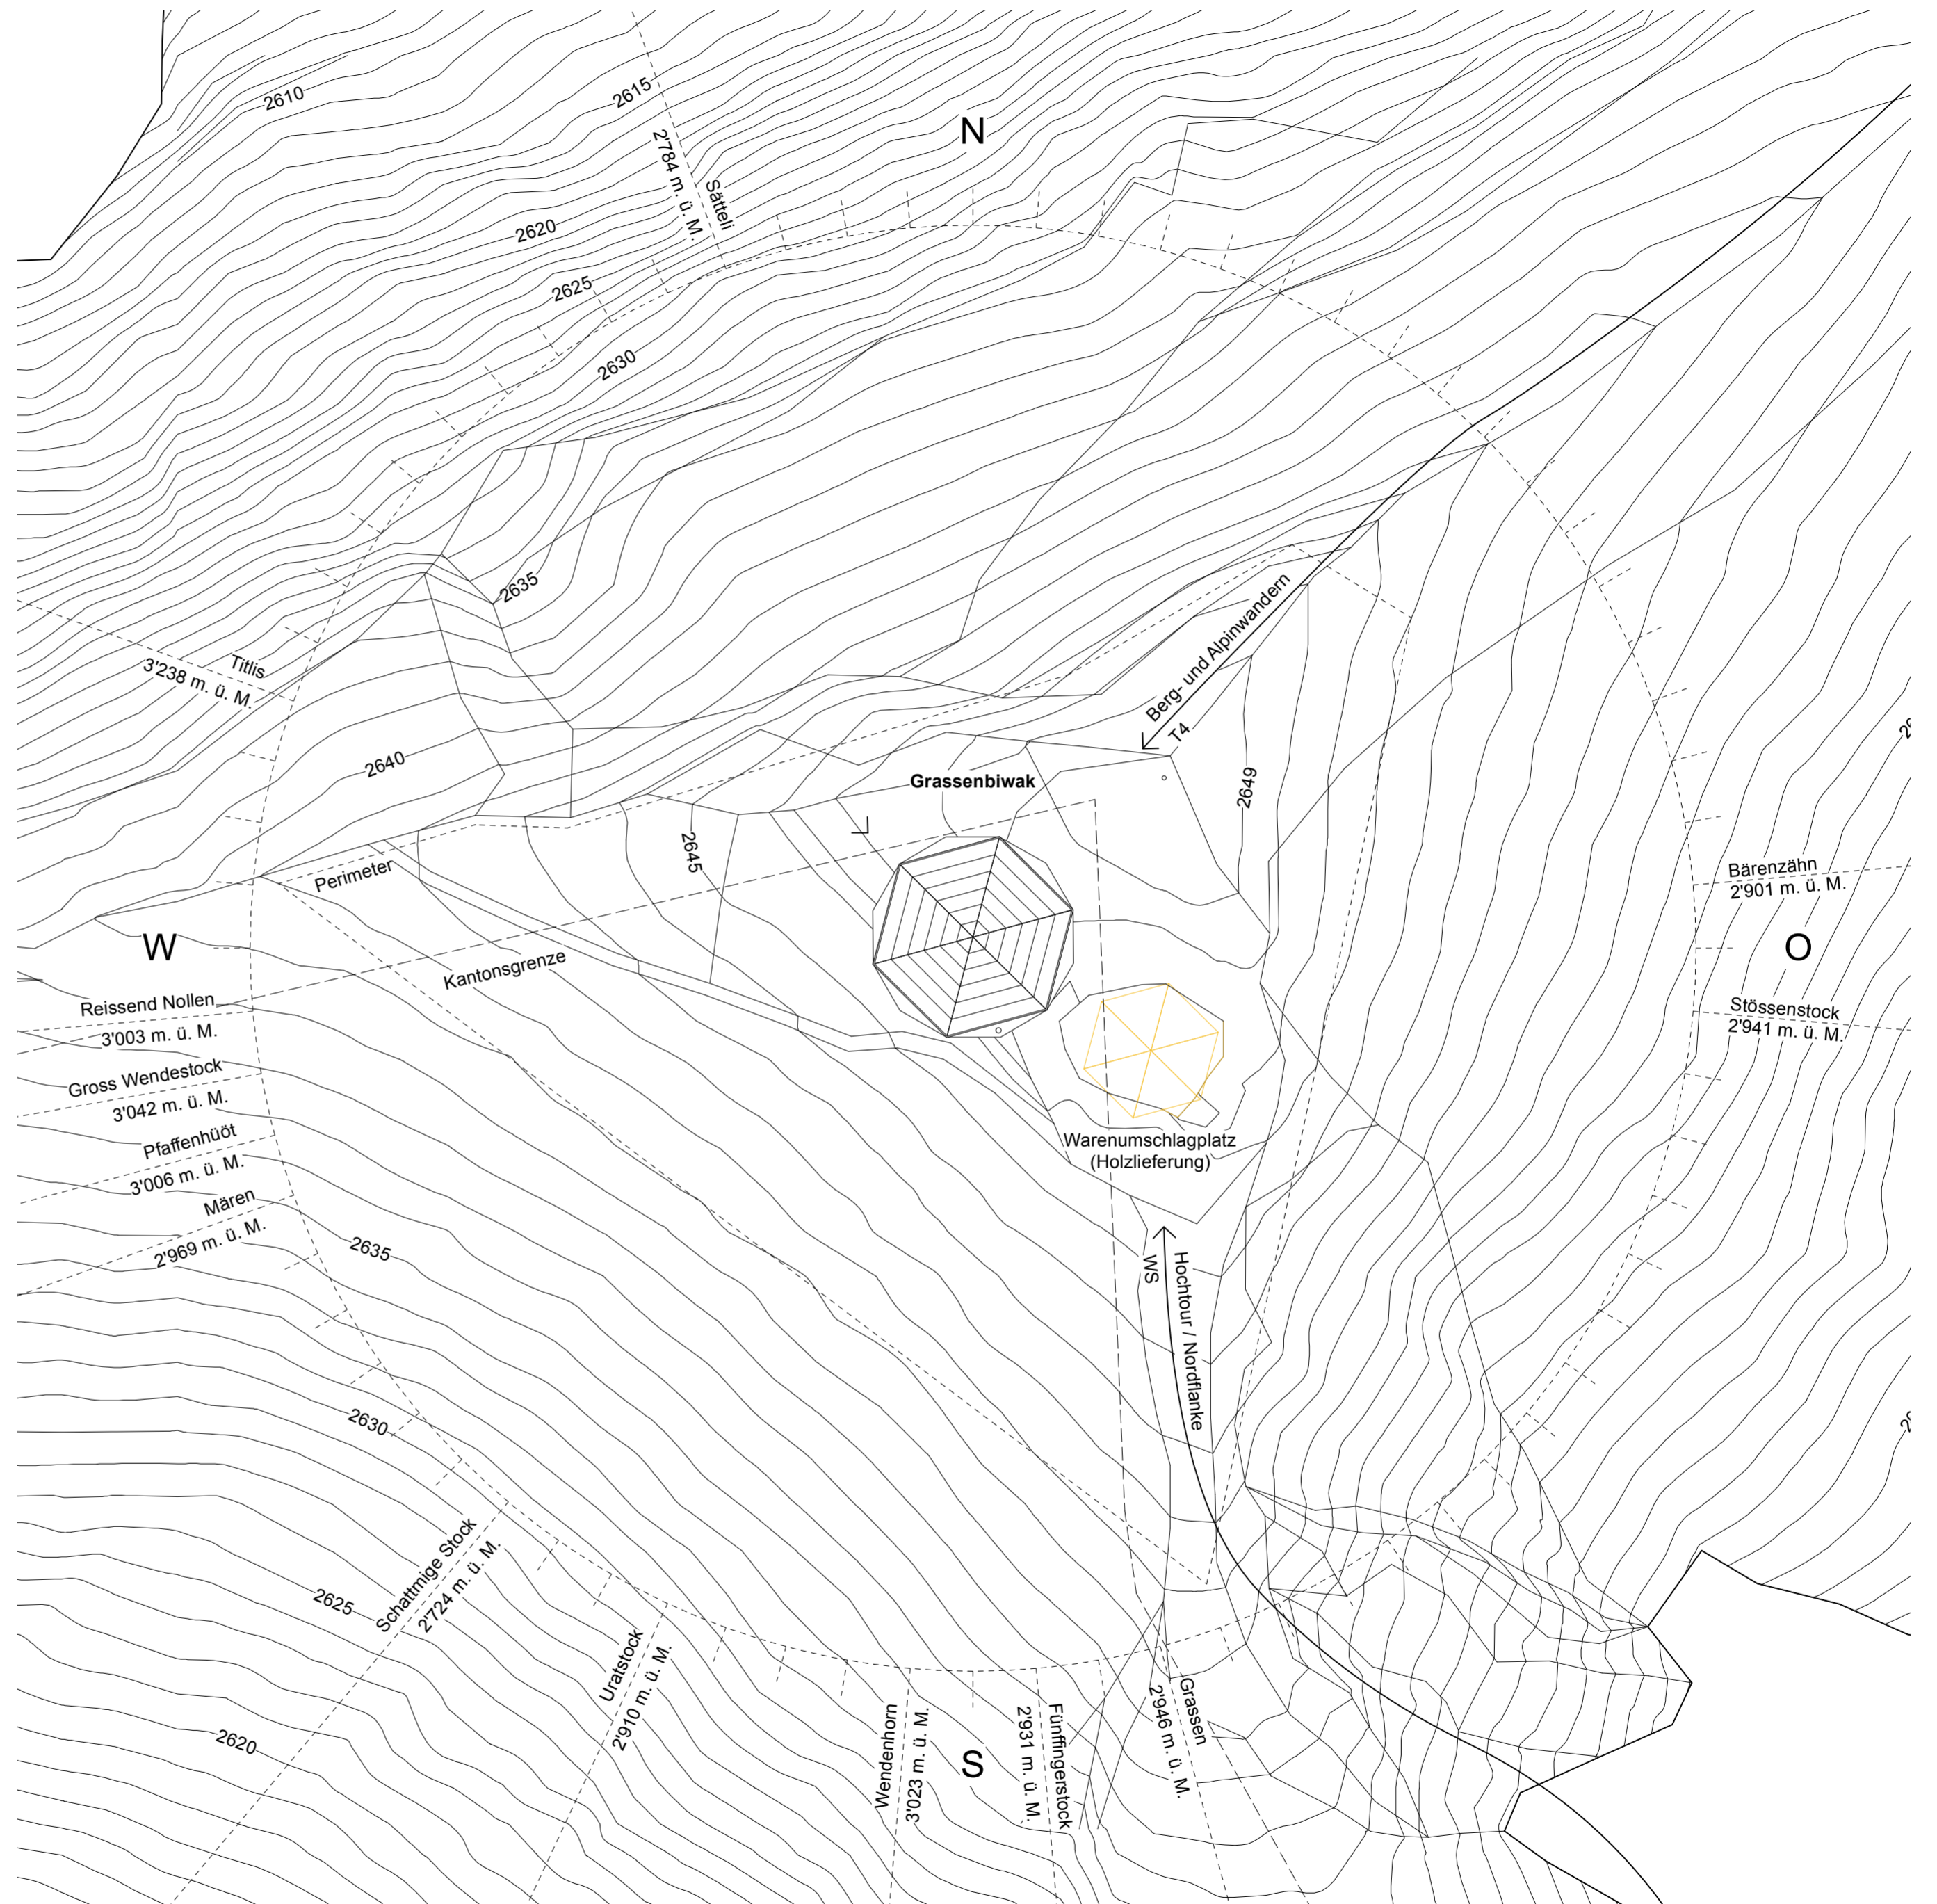 2610
2615
N
2'784 m. ü. M.
Sätteli
2620
2625
2630
2635
Titlis
3'238 m. ü. M.
Berg- und Alpinwandern
T4
2640
Grassenbiwak
2649
2645
Perimeter
Bärenzähn
2'901 m. ü. M.
W
O
Kantonsgrenze
Reissend Nollen
3'003 m. ü. M.
Stössenstock
2'941 m. ü. M.
Gross Wendestock
3'042 m. ü. M.
Pfaffenhüöt
3'006 m. ü. M.
Warenumschlagplatz
(Holzlieferung)
Mären
2'969 m. ü. M.
2635
WS
Hochtour / Nordflanke
2630
Schattmige Stock
2'724 m. ü. M.
2625
Uratstock
2'910 m. ü. M.
2620
Wendenhorn
3'023 m. ü. M.
S
2'931 m. ü. M.
Fünffingerstock
2'946 m. ü. M.
Grassen